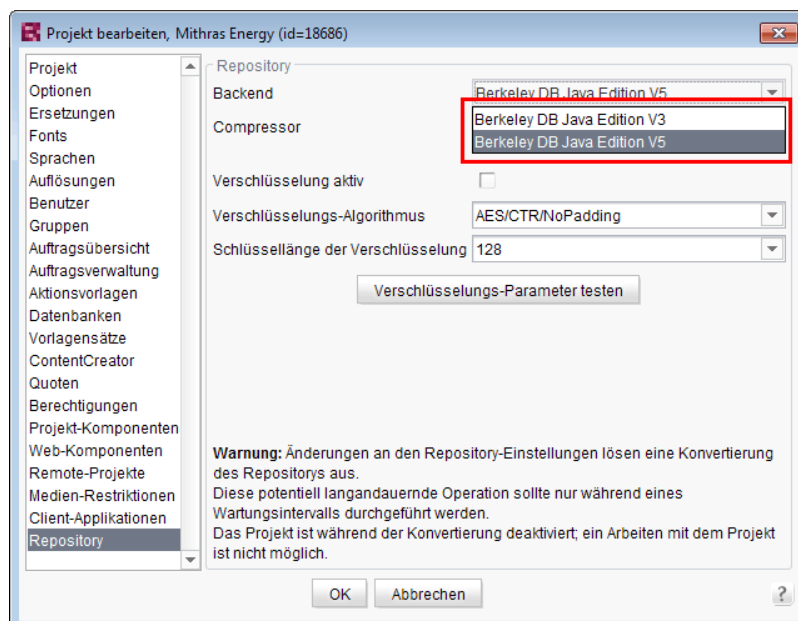 Projekt bearbeiten, Mithras Energy (id=18686)
Projekt
Optionen
Ersetzungen
Fonts
Sprachen
Auflösungen
Benutzer
Gruppen
Auftragsübersicht
Auftragsverwaltung
Aktionsvorlagen
Datenbanken
Vorlagensätze
ContentCreator
Quoten
Berechtigungen
Projekt-Komponenten
Web-Komponenten
Remote-Projekte
Medien-Restriktionen
Client-Applikationen
Repository
Repository
Backend Berkeley DB Java Edition V5
Compressor
Berkeley DB Java Edition V3
Berkeley DB Java Edition V5
Verschlüsselung aktiv
Verschlüsselungs-Algorithmus AES/CTR/NoPadding
Schlüssellänge der Verschlüsselung 128
Verschlüsselungs-Parameter testen
Warnung: Änderungen an den Repository-Einstellungen lösen eine Konvertierung
des Repositorys aus.
Diese potentiell langandauernde Operation sollte nur während eines
Wartungsintervalls durchgeführt werden.
Das Projekt ist während der Konvertierung deaktiviert; ein Arbeiten mit dem Projekt
ist nicht möglich.
OK Abbrechen ?